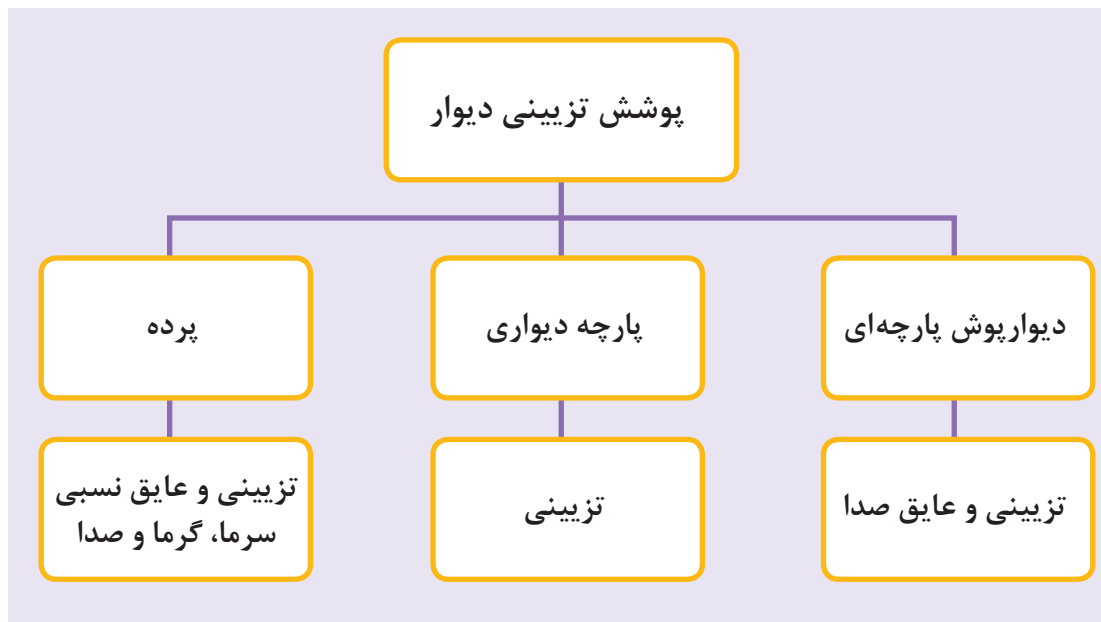 پوشش تزیینی دیوار
دیوارپوش پارچه‌ای
پارچه دیواری
پرده
تزیینی و عایق صدا
تزیینی
تزیینی و عایق نسبی
سرما، گرما و صدا